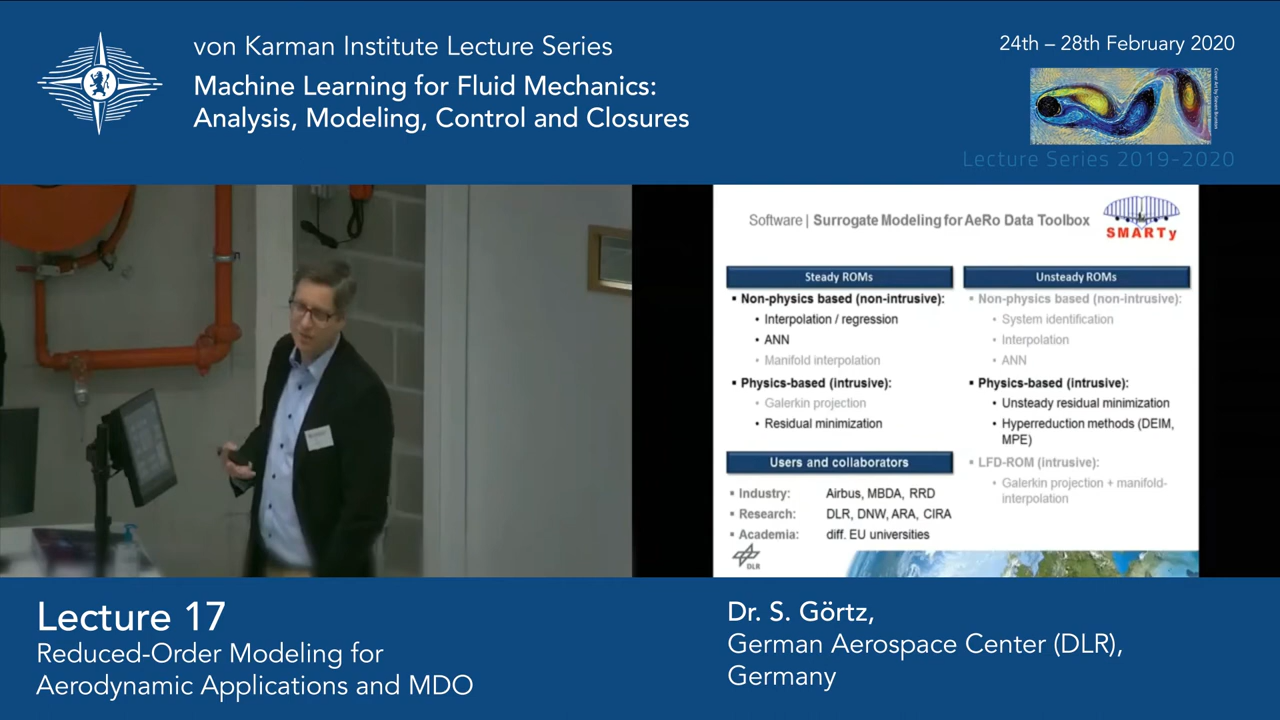 von Karman Institute Lecture Series
Machine Learning for Fluid Mechanics:
Analysis, Modeling, Control and Closures
24th – 28th February 2020
Lecture Series 2019-2020
Software | Surrogate Modeling for AeRo Data Toolbox
SMARTy
Steady ROMs
▪ Non-physics based (non-intrusive):
• Interpolation / regression
• ANN
• Manifold interpolation
▪ Physics-based (intrusive):
• Galerkin projection
• Residual minimization
Users and collaborators
▪ Industry: Airbus, MBDA, RRD
▪ Research: DLR, DNW, ARA, CIRA
▪ Academia: diff. EU universities
DLR
Unsteady ROMs
▪ Non-physics based (non-intrusive):
• System identification
• Interpolation
• ANN
▪ Physics-based (intrusive):
• Unsteady residual minimization
• Hyperreduction methods (DEIM,
MPE)
▪ LFD-ROM (intrusive):
• Galerkin projection + manifold-
interpolation
Lecture 17
Reduced-Order Modeling for
Aerodynamic Applications and MDO
Dr. S. Görtz,
German Aerospace Center (DLR),
Germany